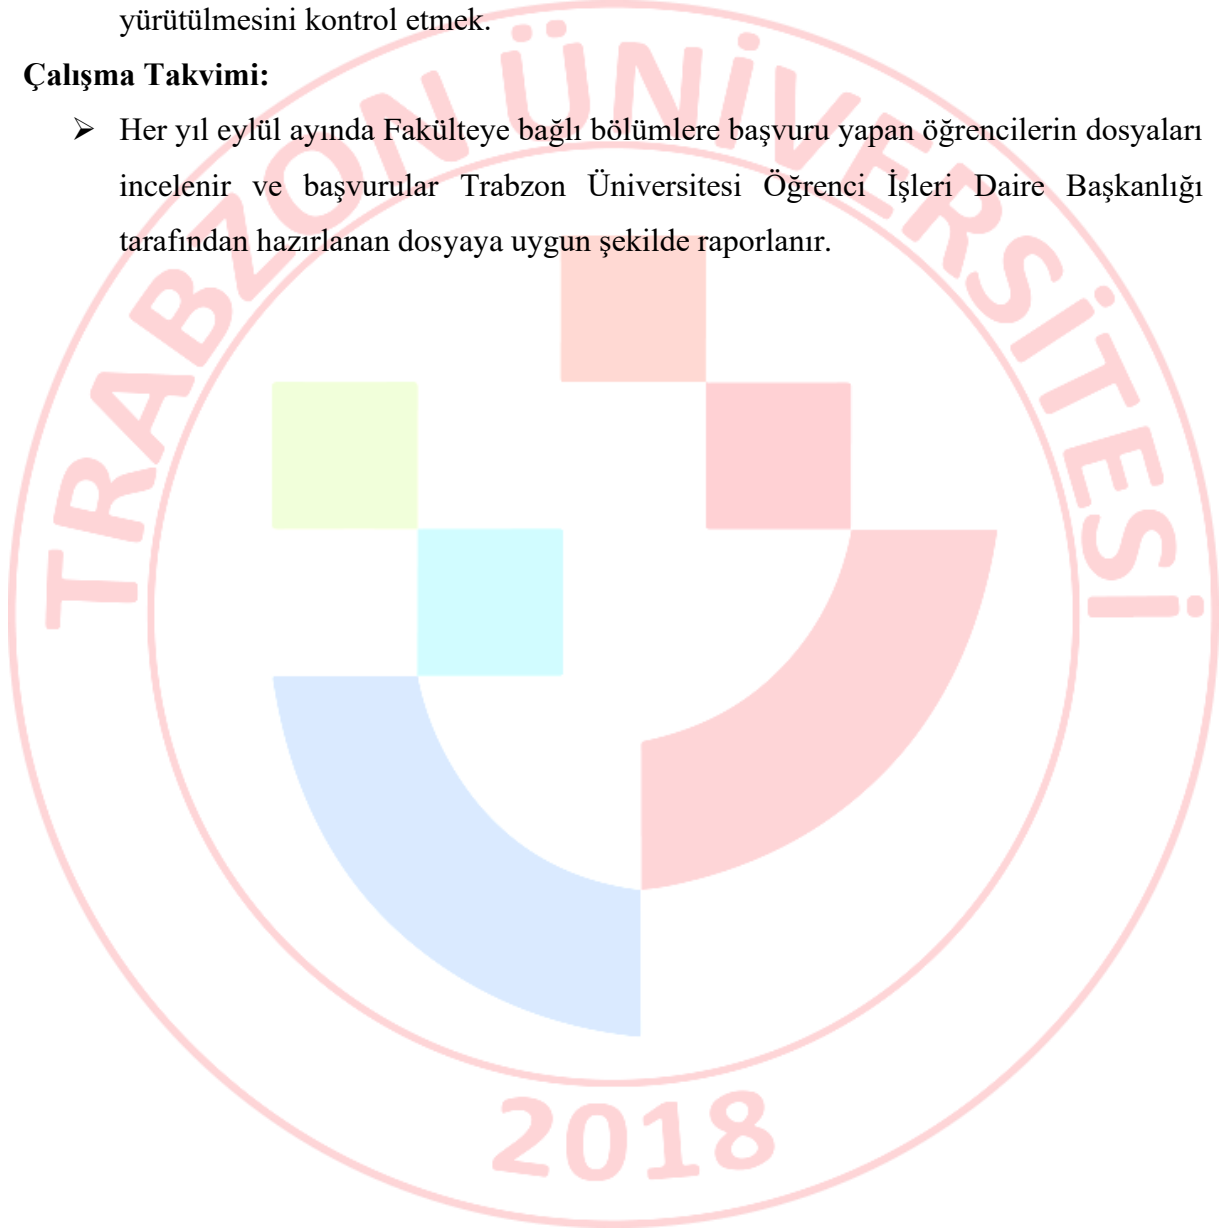 yürütülmesini kontrol etmek.
Çalışma Takvimi:
➢ Her yıl eylül ayında Fakülteye bağlı bölümlere başvuru yapan öğrencilerin dosyaları
incelenir ve başvurular Trabzon Üniversitesi Öğrenci İşleri Daire Başkanlığı
tarafından hazırlanan dosyaya uygun şekilde raporlanır.
TRABZON ÜNİVERSİTESİ
2018